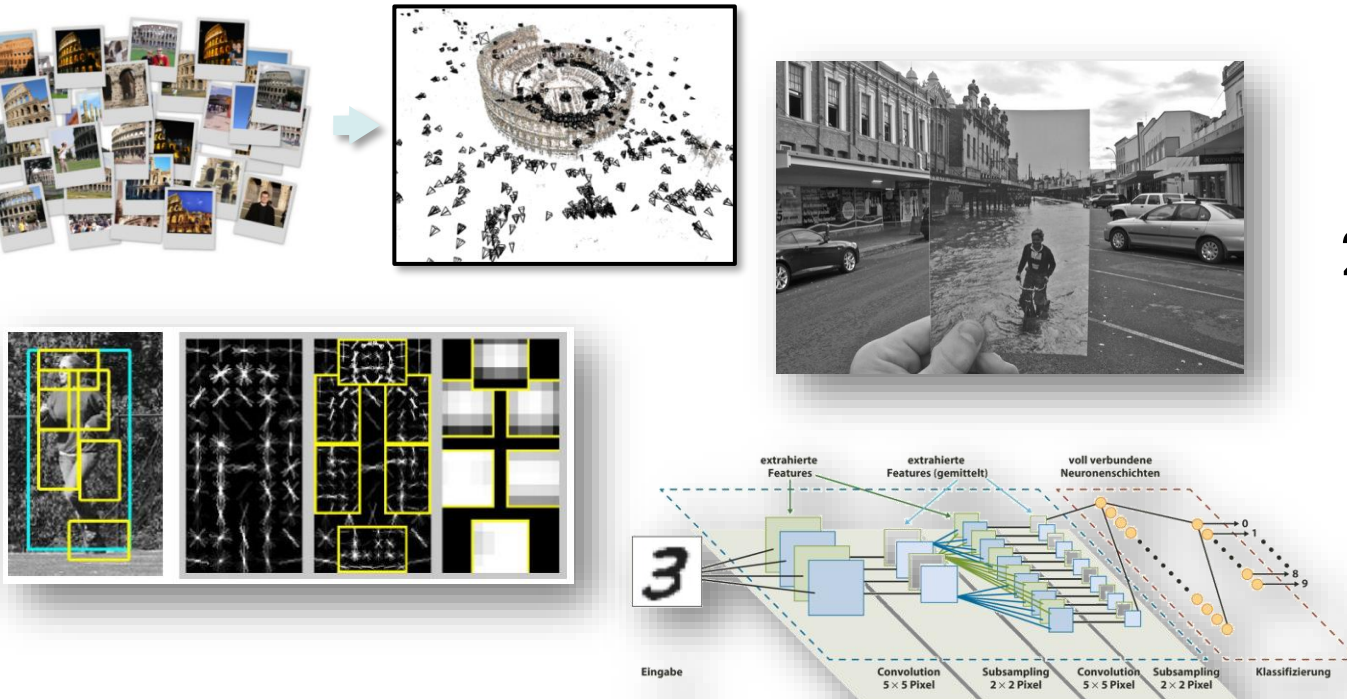 extrahierte
Features
extrahierte
Features (gemittelt)
voll verbundene
Neuronenschichten
3
0
1
8
9
Eingabe
Convolution
5 × 5 Pixel
Subsampling
2 × 2 Pixel
Convolution
5 × 5 Pixel
Subsampling
2 × 2 Pixel
Klassifizierung